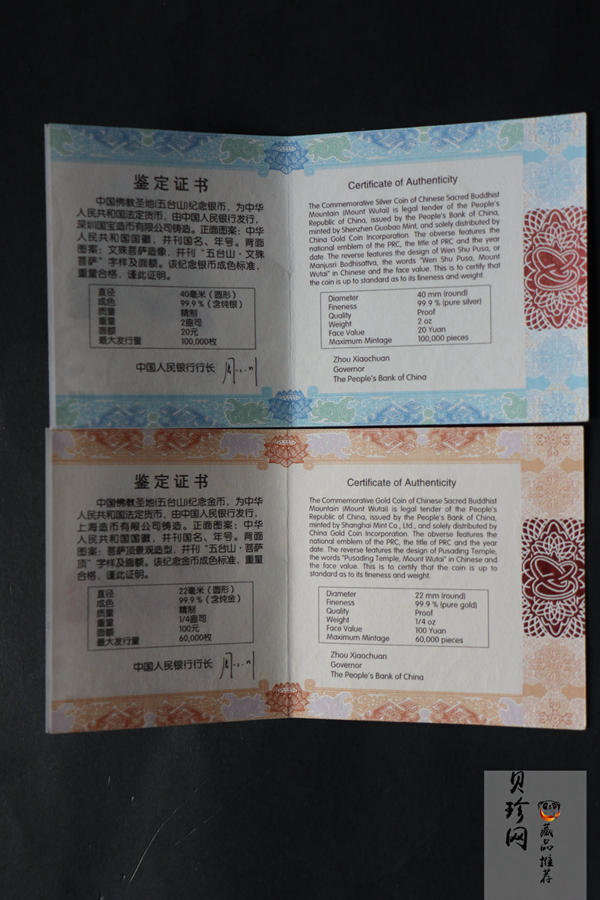 鉴定证书
中国佛教圣地(五台山)纪念银币，为中华
人民共和国法定货币，由中国人民银行发行，
深圳国宝造币有限公司铸造。正面图案：中华
人民共和国国徽，并刊国名、年号。背面
图案：文殊菩萨造像，并刊“五台山·文殊
菩萨”字样及面额。该纪念银币成色标准，
重量合格，谨此证明。
直径 40毫米（圆形）
成色 99.9%（含纯银）
质量 精制
重量 2盎司
面额 20元
最大发行量 100,000枚
中国人民银行行长
Certificate of Authenticity
The Commemorative Silver Coin of Chinese Sacred Buddhist
Mountain (Mount Wutai) is legal tender of the People's
Republic of China, issued by the People's Bank of China,
minted by Shenzhen Guobao Mint, and solely distributed by
China Gold Coin Incorporation. The obverse features the
national emblem of the PRC, the title of PRC and the year
date. The reverse features the design of Wen Shu Pusa, or
Manjusri Bodhisattva, the words "Wen Shu Pusa, Mount
Wutai" in Chinese and the face value. This is to certify that
the coin is up to standard as to its fineness and weight.
Diameter 40 mm (round)
Fineness 99.9 % (pure silver)
Quality Proof
Weight 2 oz
Face Value 20 Yuan
Maximum Mintage 100,000 pieces
Zhou Xiaochuan
Governor
The People's Bank of China
鉴定证书
中国佛教圣地(五台山)纪念金币，为中华
人民共和国法定货币，由中国人民银行发行，
上海造币有限公司铸造。正面图案：中华
人民共和国国徽，并刊国名、年号。背面
图案：菩萨顶景观造型，并刊“五台山·菩萨
顶”字样及面额。该纪念金币成色标准，重量
合格，谨此证明。
直径 22毫米（圆形）
成色 99.9%（含纯金）
质量 精制
重量 1/4盎司
面额 100元
最大发行量 60,000枚
中国人民银行行长
Certificate of Authenticity
The Commemorative Gold Coin of Chinese Sacred Buddhist
Mountain (Mount Wutai) is legal tender of the People's
Republic of China, issued by the People's Bank of China,
minted by Shanghai Mint Co., Ltd., and solely distributed by
China Gold Coin Incorporation. The obverse features the
national emblem of the PRC, the title of PRC and the year
date. The reverse features the design of Pusading Temple,
the words "Pusading Temple, Mount Wutai" in Chinese and
the face value. This is to certify that the coin is up to
standard as to its fineness and weight.
Diameter 22 mm (round)
Fineness 99.9 % (pure gold)
Quality Proof
Weight 1/4 oz
Face Value 100 Yuan
Maximum Mintage 60,000 pieces
Zhou Xiaochuan
Governor
The People's Bank of China
贝珍网
藏品推荐